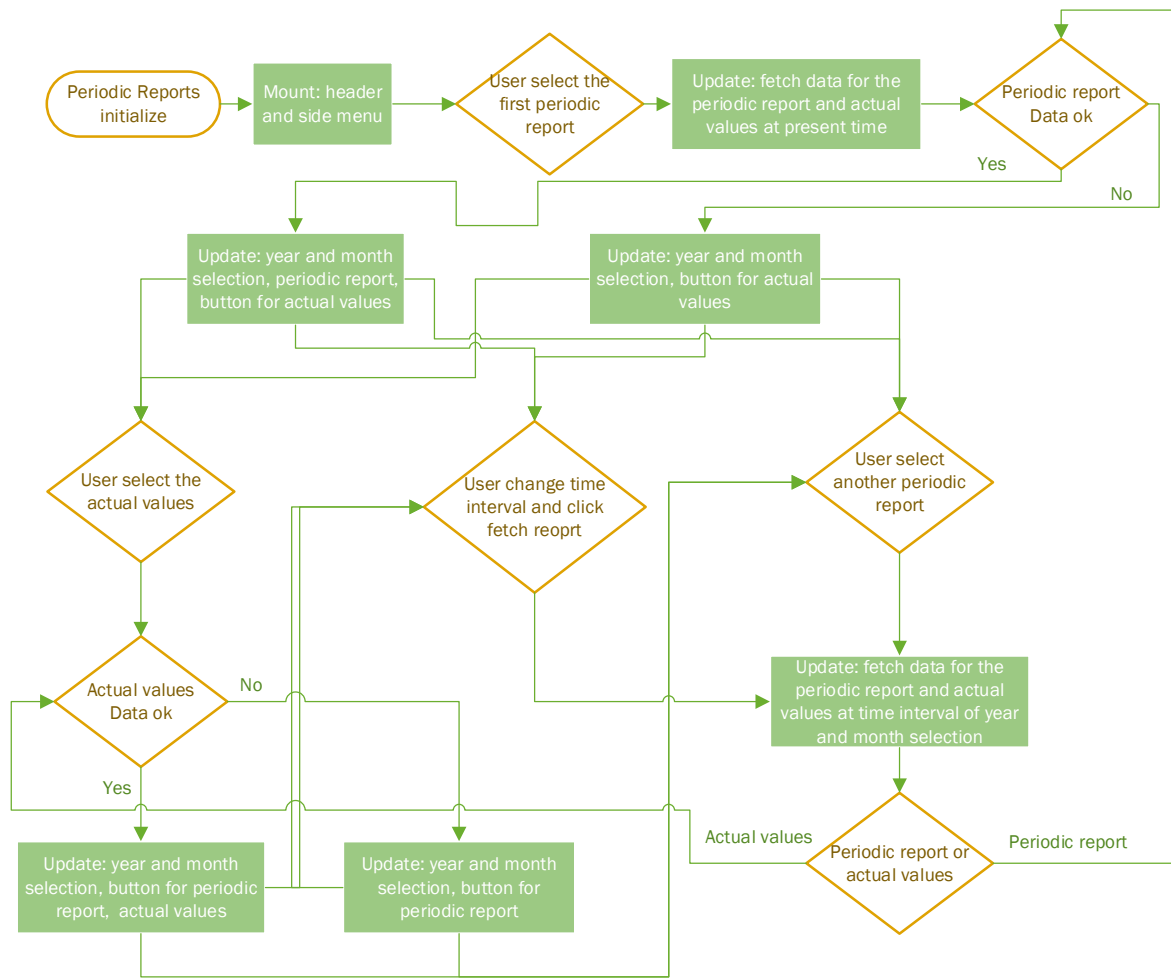 Periodic Reports
initialize
Mount: header
and side menu
User select the
first periodic
report
Update: fetch data for the
periodic report and actual
values at present time
Periodic report
Data ok
Yes
No
Update: year and month
selection, periodic report,
button for actual values
Update: year and month
selection, button for actual
values
User select the
actual values
User change time
interval and click
fetch reoprt
User select
another periodic
report
Actual values
Data ok
No
Yes
Update: fetch data for the
periodic report and actual
values at time interval of year
and month selection
Update: year and month
selection, button for periodic
report,  actual values
Update: year and month
selection, button for
periodic report
Actual values
Periodic report or
actual values
Periodic report